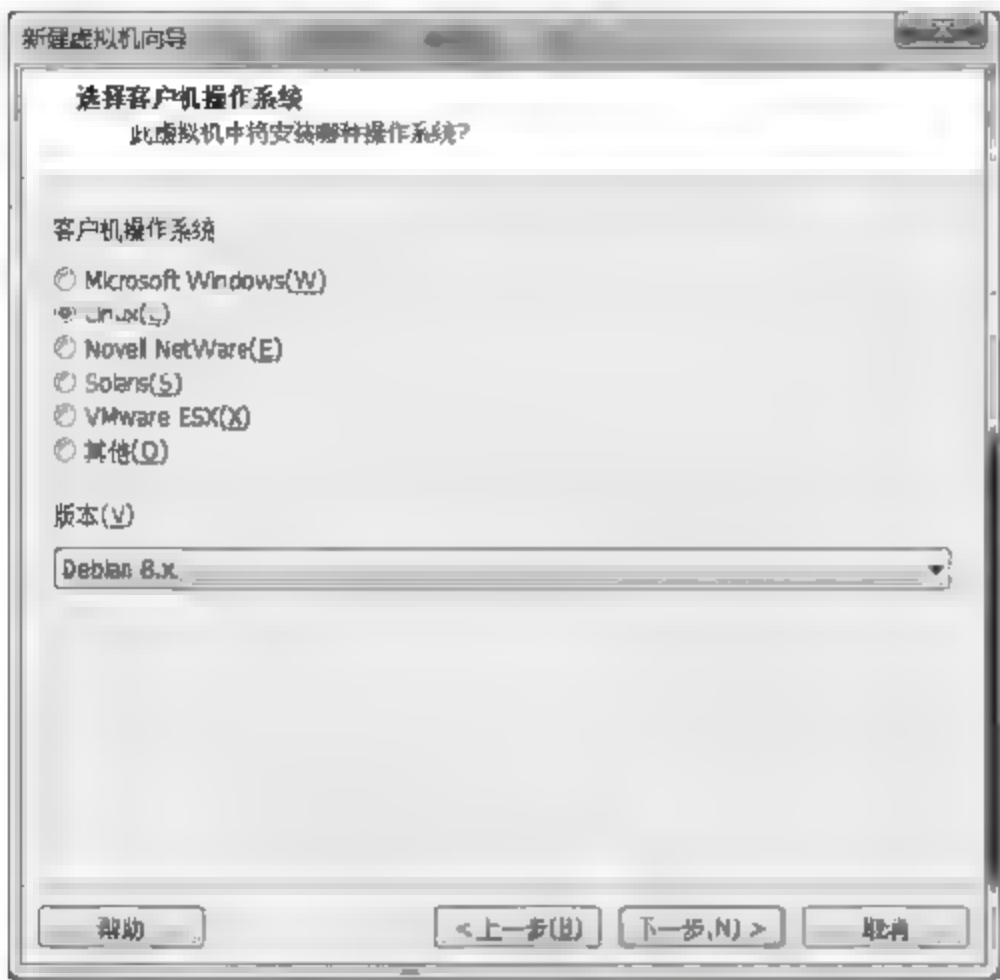 新建虚拟机向导
选择客户机操作系统
此虚拟机中将安装哪种操作系统?
客户机操作系统
Microsoft Windows(W)
Linux(L)
Novell NetWare(E)
Solaris(S)
VMware ESX(X)
其他(O)
版本(V)
Debian 8.x
帮助 <上一步(B) 下一步(N) > 取消